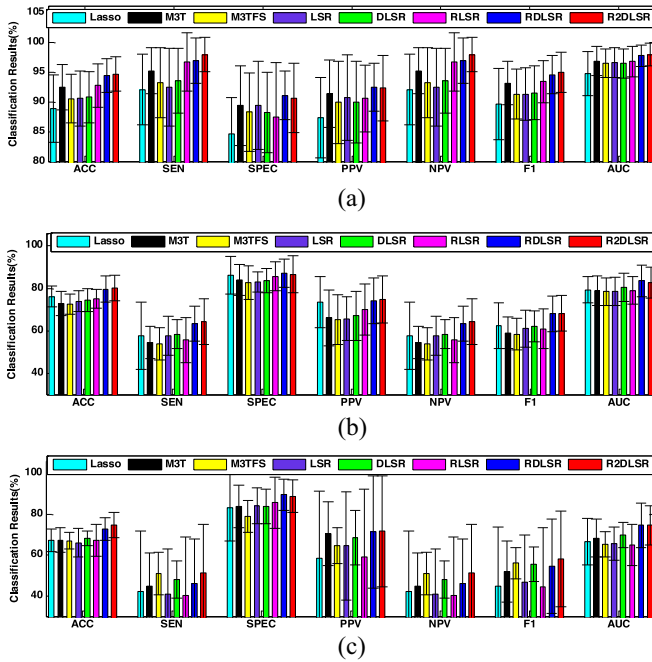 105
100
95
90
85
80
Classification Results(%)
Lasso M3T M3TFS LSR DLSR RLSR RDLSR R2DLSR
ACC SEN SPEC PPV NPV F1 AUC
(a)
100
80
60
40
Classification Results(%)
Lasso M3T M3TFS LSR DLSR RLSR RDLSR R2DLSR
ACC SEN SPEC PPV NPV F1 AUC
(b)
100
80
60
40
Classification Results(%)
Lasso M3T M3TFS LSR DLSR RLSR RDLSR R2DLSR
ACC SEN SPEC PPV NPV F1 AUC
(c)